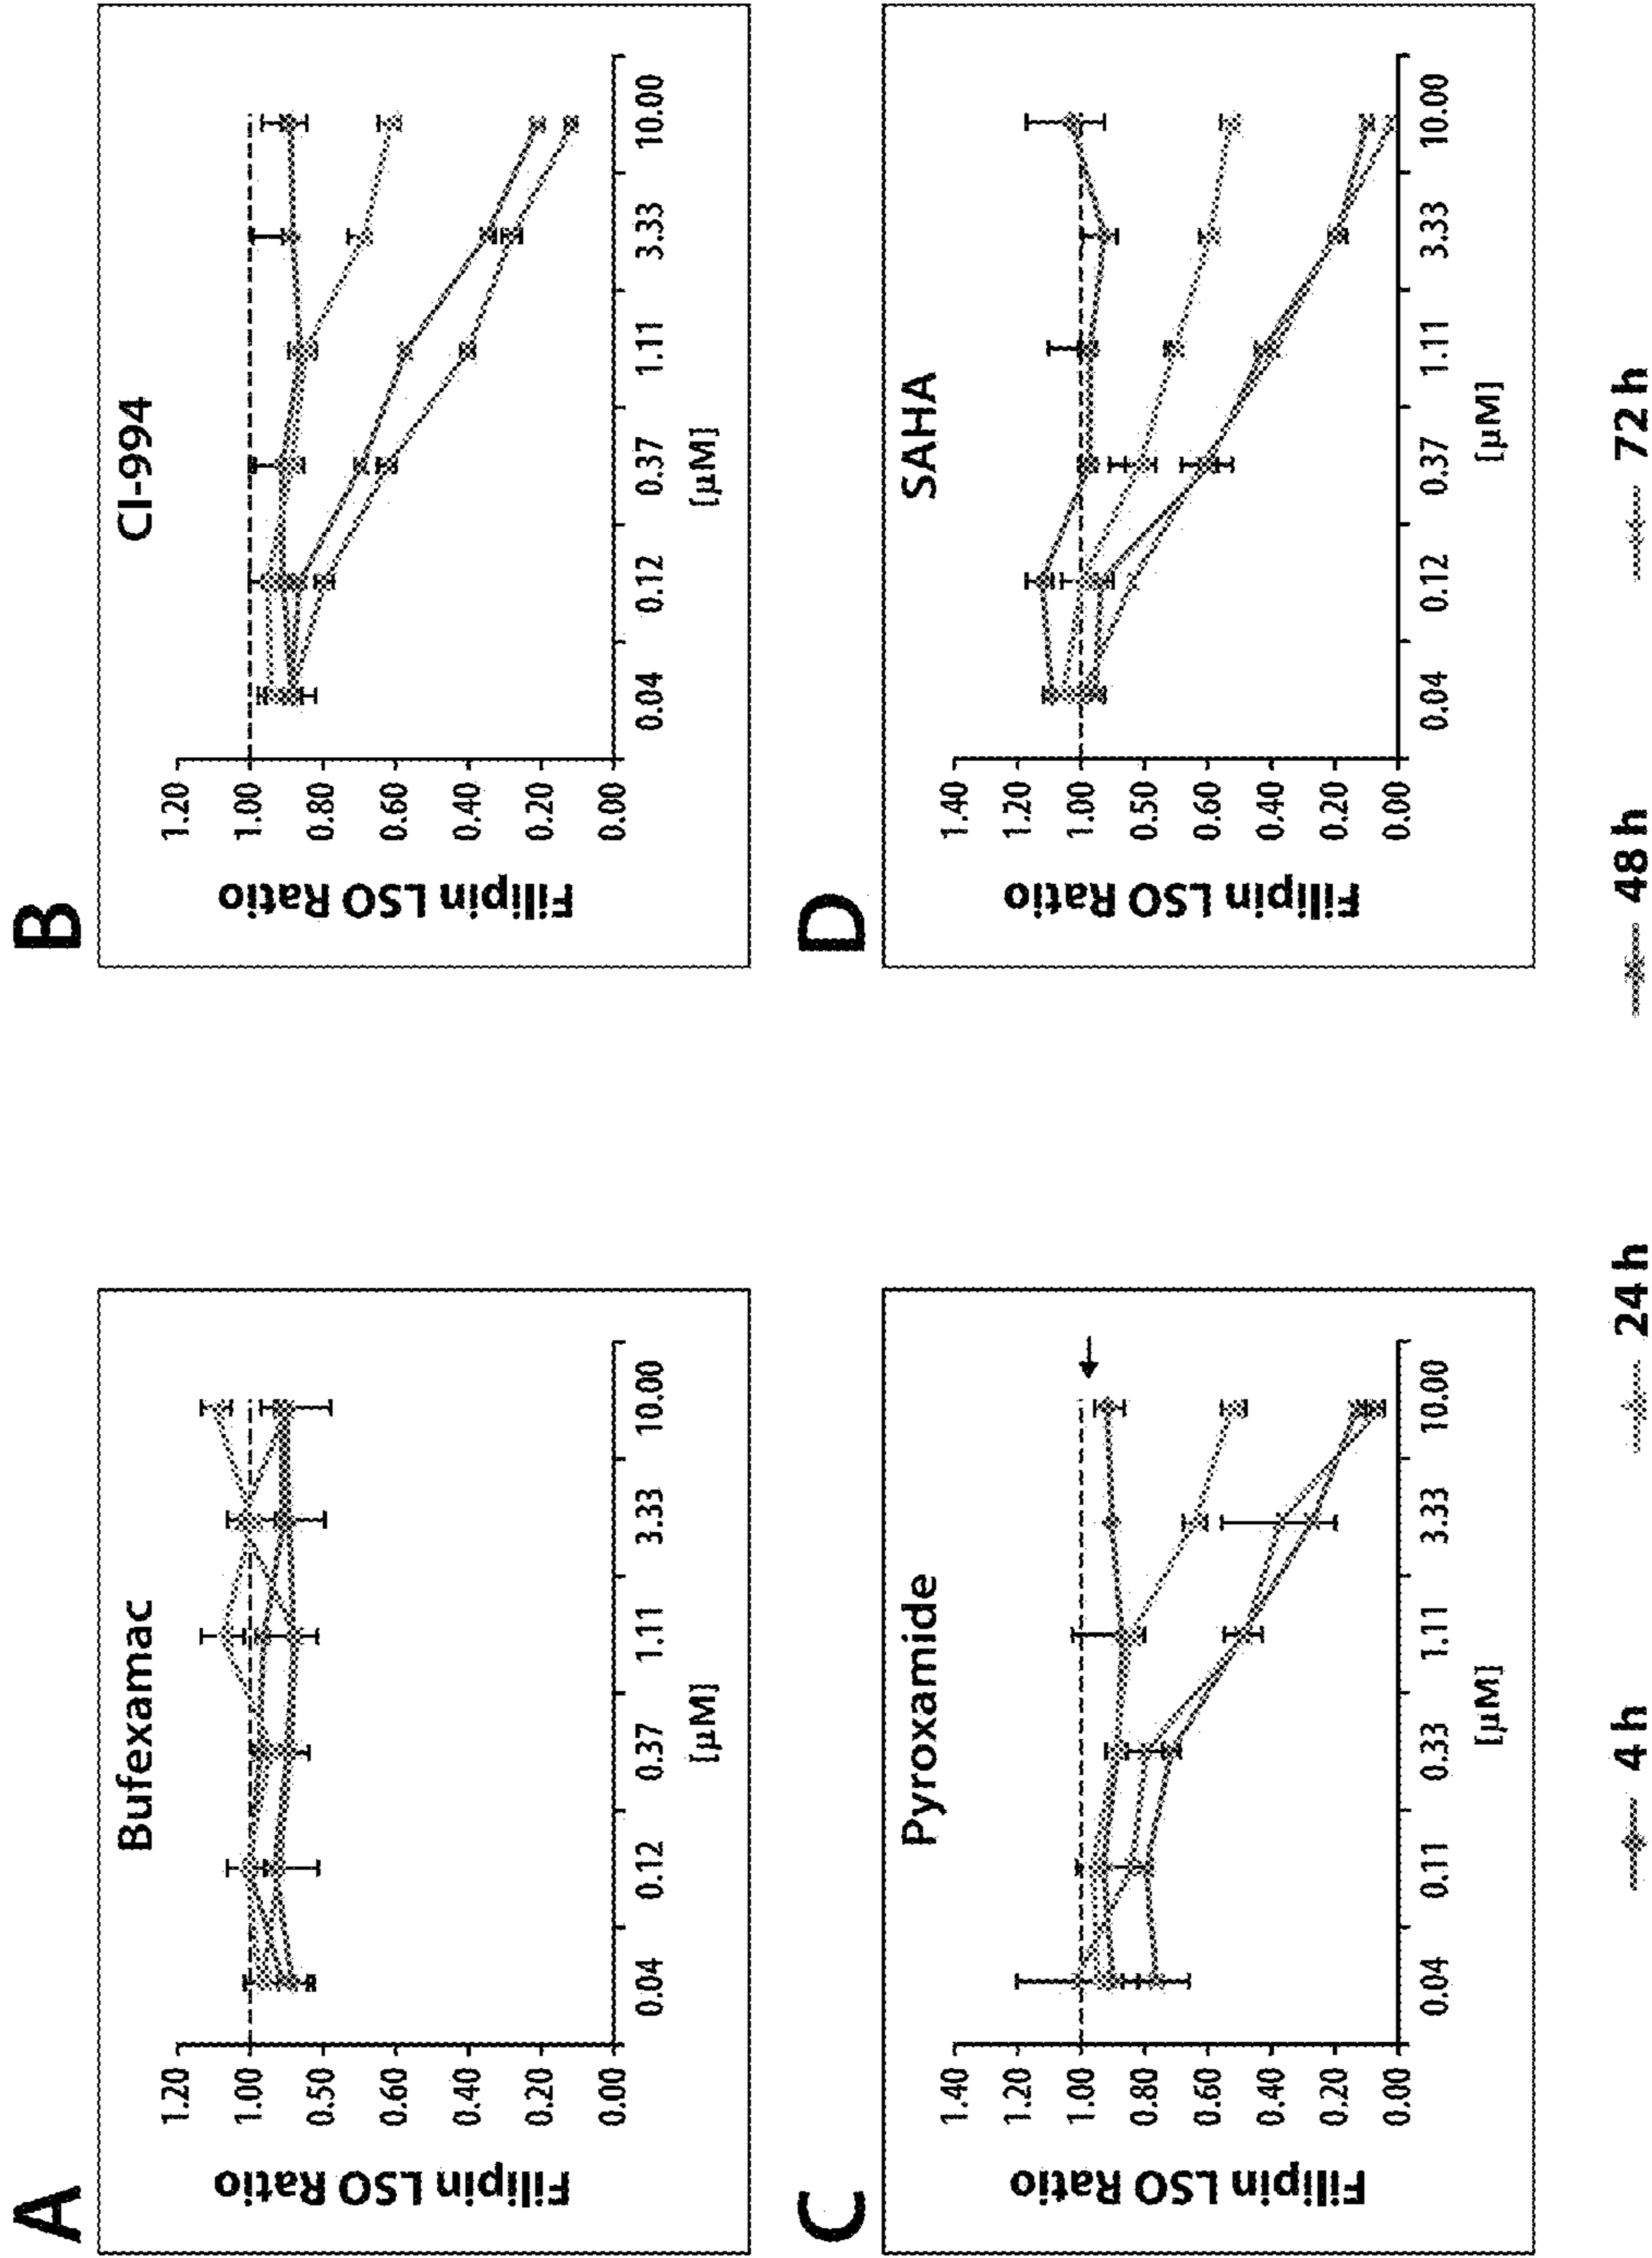 A
Bufexamac
Filipin LSO Ratio
1.20
1.00
0.50
0.60
0.40
0.20
0.00
0.04 0.12 0.37 1.11 3.33 10.00
[µM]
B
CI-994
Filipin LSO Ratio
1.20
1.00
0.80
0.60
0.40
0.20
0.00
0.04 0.12 0.37 1.11 3.33 10.00
[µM]
C
Pyroxamide
Filipin LSO Ratio
1.40
1.20
1.00
0.80
0.60
0.40
0.20
0.00
0.04 0.11 0.33 1.11 3.33 10.00
[µM]
D
SAHA
Filipin LSO Ratio
1.40
1.20
1.00
0.50
0.60
0.40
0.20
0.00
0.04 0.12 0.37 1.11 3.33 10.00
[µM]
4 h 24 h 48 h 72 h